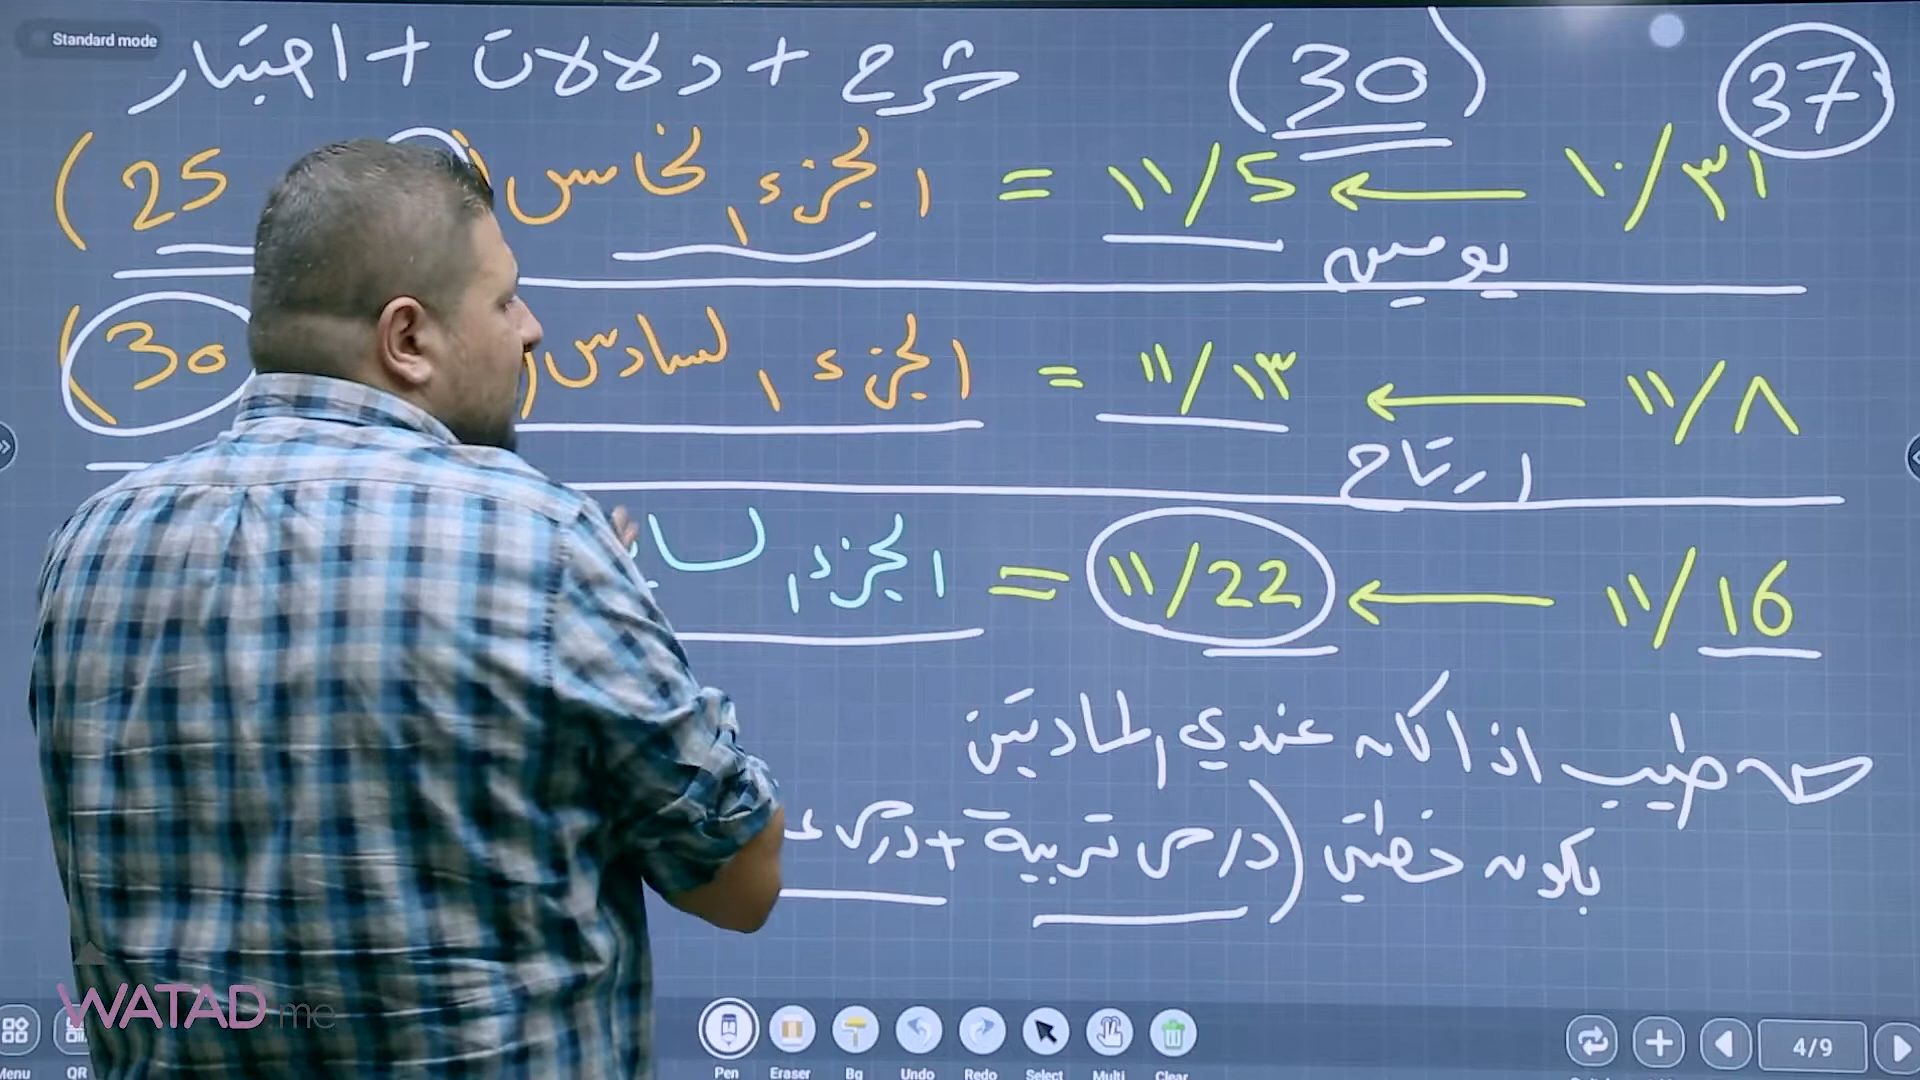 Standard mode
شرح + دلالات + اختبار
(30)
37
١٠/٣١ ← ١١/5 = الجزء الخامس ( 25 )
يومين
١١/٨ ← ١١/١٣ = الجزء السادس ( 30 )
ارتاح
١١/16 ← ١١/22 = الجزء
طيب اذا كان عندي المادتين
بكون خطتي (درس تربية + درس
WATAD.me
Menu QR Pen Eraser Bg Undo Redo Select Multi Clear
4/9